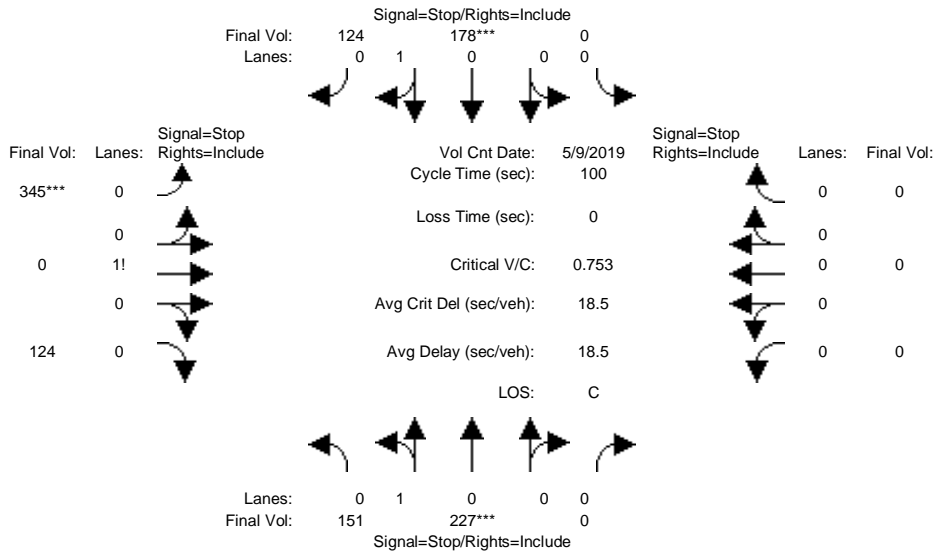 Signal=Stop/Rights=Include
Final Vol: 124 178*** 0
Lanes: 0 1 0 0 0
Signal=Stop Signal=Stop
Final Vol: Lanes: Rights=Include Vol Cnt Date: 5/9/2019 Rights=Include Lanes: Final Vol:
Cycle Time (sec): 100
345*** 0 0 0
Loss Time (sec): 0
0 0
0 1! Critical V/C: 0.753 0 0
0 Avg Crit Del (sec/veh): 18.5 0
124 0 Avg Delay (sec/veh): 18.5 0 0
LOS: C
Lanes: 0 1 0 0 0
Final Vol: 151 227*** 0
Signal=Stop/Rights=Include